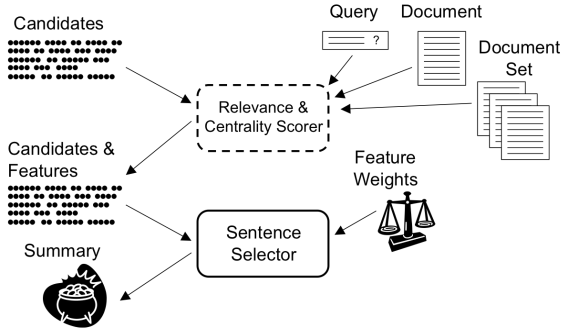 Candidates
Query
?
Document
Document
Set
Relevance &
Centrality Scorer
Candidates &
Features
Feature
Weights
Sentence
Selector
Summary